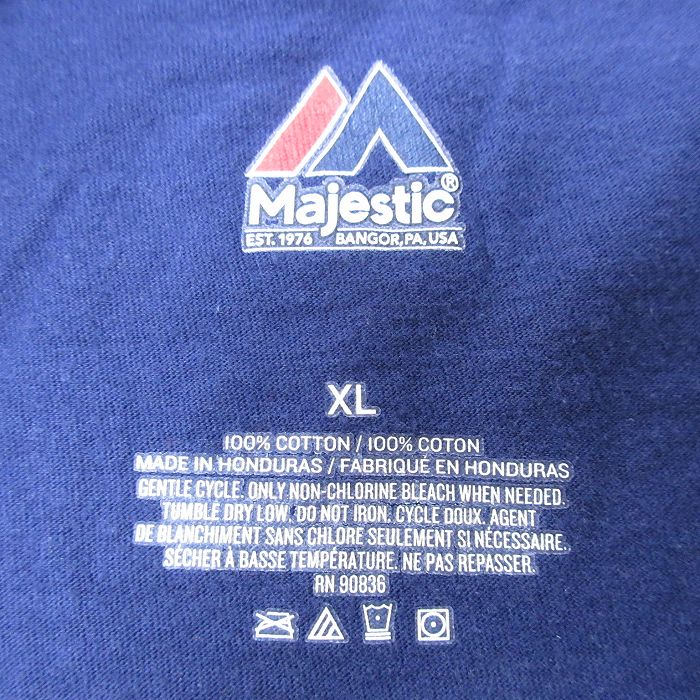 Majestic®
EST. 1976 BANGOR, PA, USA
XL
100% COTTON / 100% COTON
MADE IN HONDURAS / FABRIQUÉ EN HONDURAS
GENTLE CYCLE. ONLY NON-CHLORINE BLEACH WHEN NEEDED.
TUMBLE DRY LOW. DO NOT IRON. CYCLE DOUX. AGENT
DE BLANCHIMENT SANS CHLORE SEULEMENT SI NÉCESSAIRE.
SÉCHER À BASSE TEMPÉRATURE. NE PAS REPASSER.
RN 90836